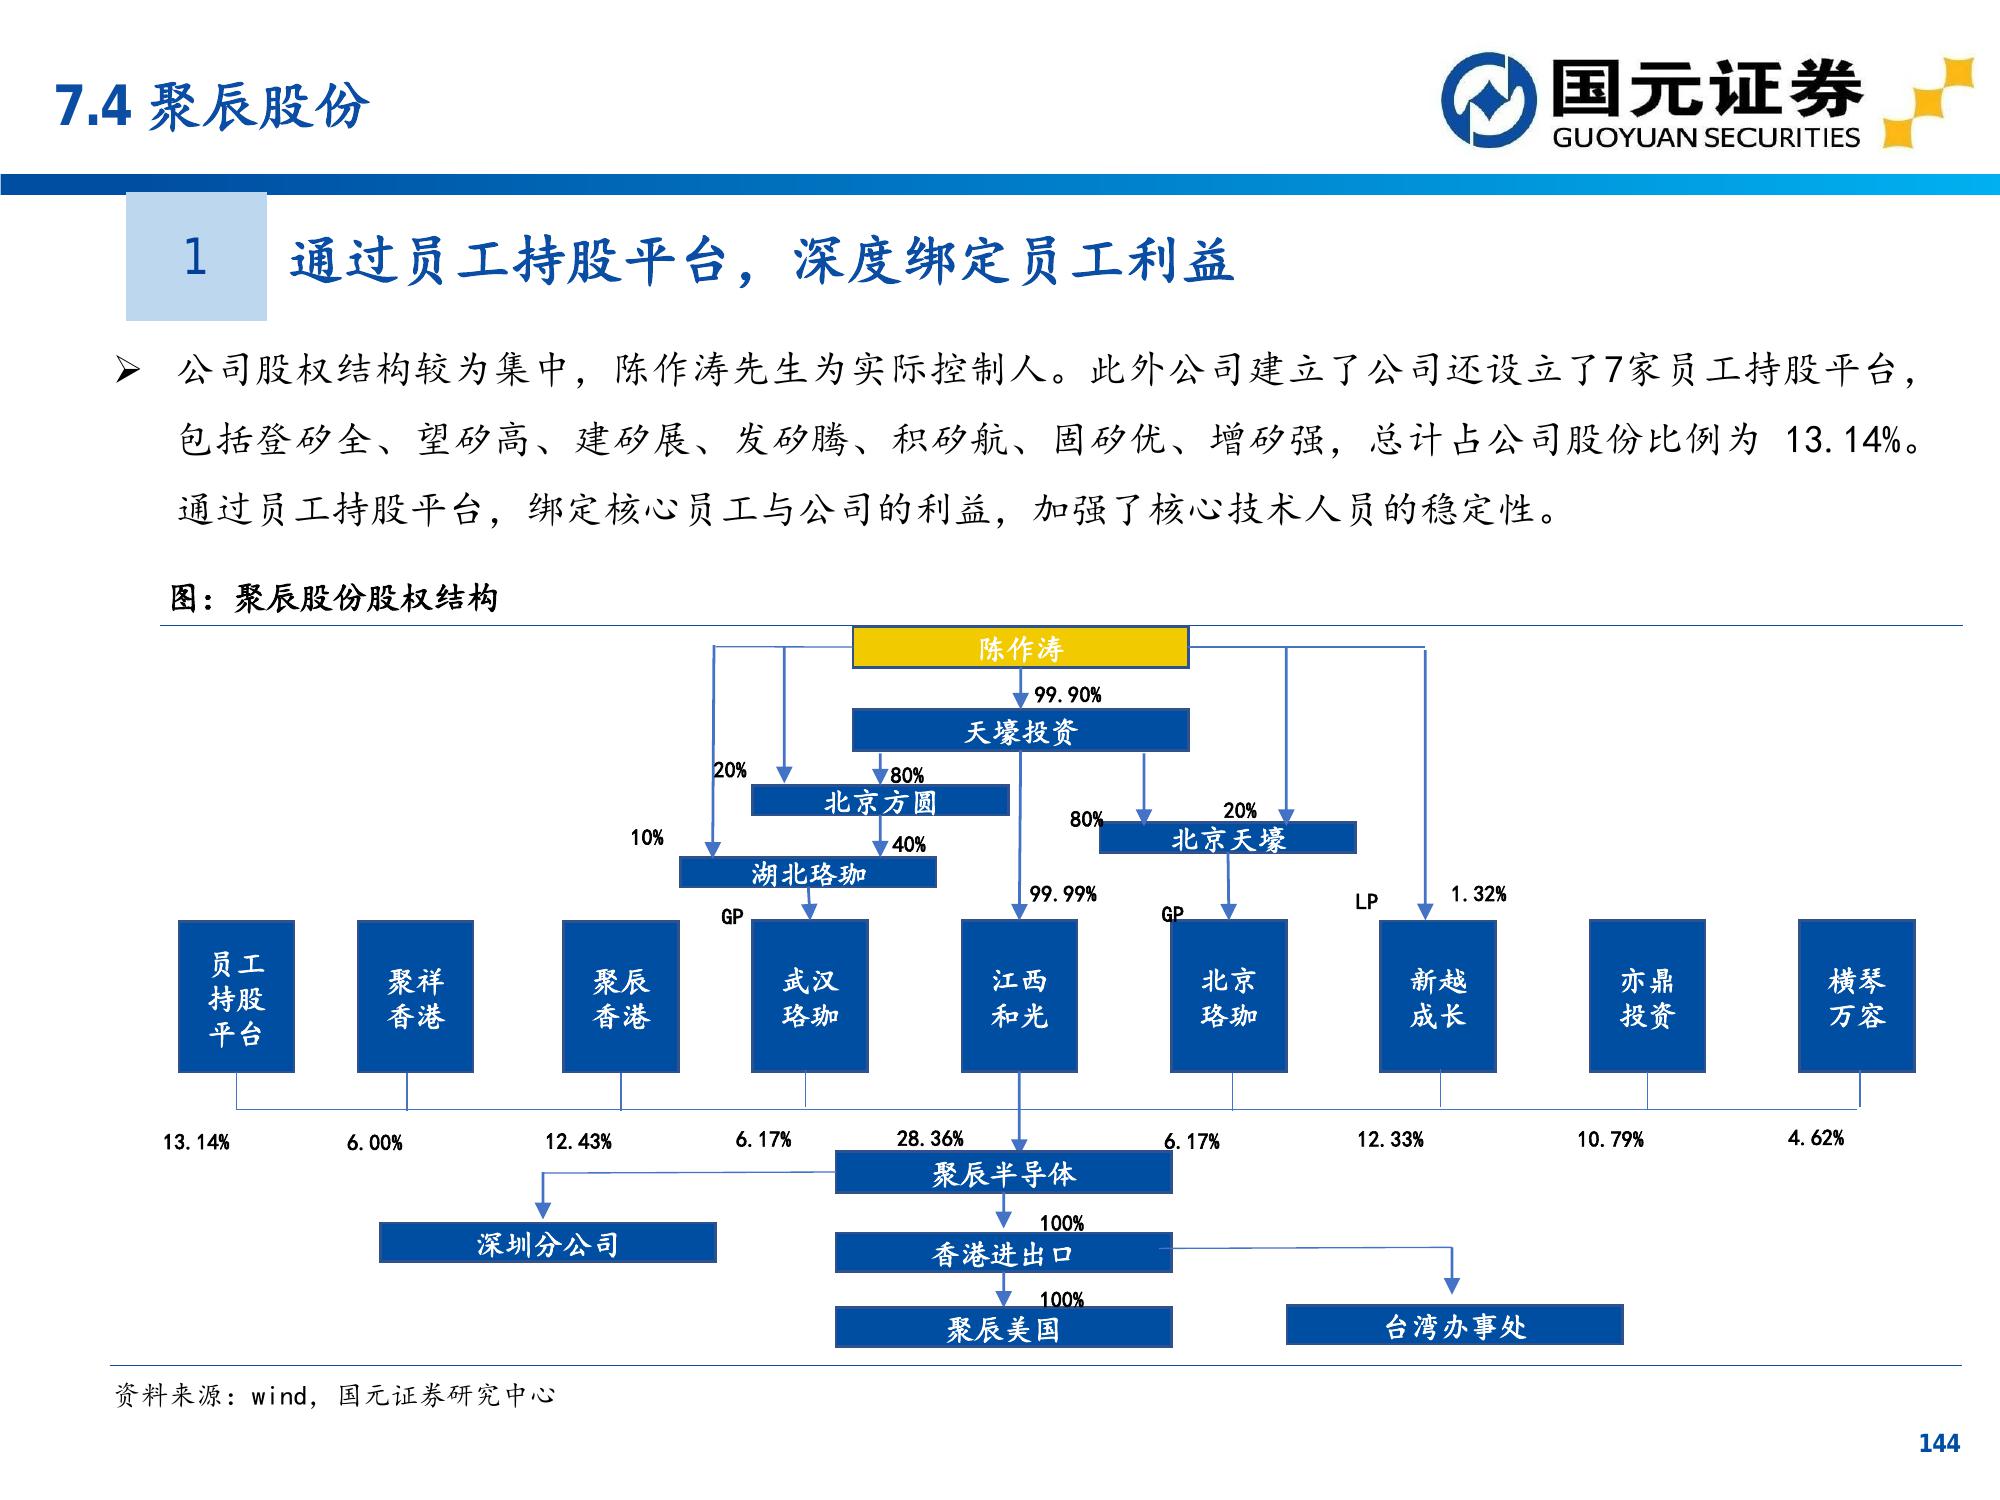 7.4 聚辰股份
国元证券
GUOYUAN SECURITIES
1
通过员工持股平台，深度绑定员工利益
➢ 公司股权结构较为集中，陈作涛先生为实际控制人。此外公司建立了公司还设立了7家员工持股平台，
包括登矽全、望矽高、建矽展、发矽腾、积矽航、固矽优、增矽强，总计占公司股份比例为 13.14%。
通过员工持股平台，绑定核心员工与公司的利益，加强了核心技术人员的稳定性。
图：聚辰股份股权结构
陈作涛
99.90%
天壕投资
20%
80%
北京方圆
80%
20%
北京天壕
10%
40%
湖北珞珈
99.99%
GP
GP
LP
1.32%
员工
持股
平台
聚祥
香港
聚辰
香港
武汉
珞珈
江西
和光
北京
珞珈
新越
成长
亦鼎
投资
横琴
万容
13.14%
6.00%
12.43%
6.17%
28.36%
6.17%
12.33%
10.79%
4.62%
聚辰半导体
深圳分公司
100%
香港进出口
100%
聚辰美国
台湾办事处
资料来源：wind，国元证券研究中心
144